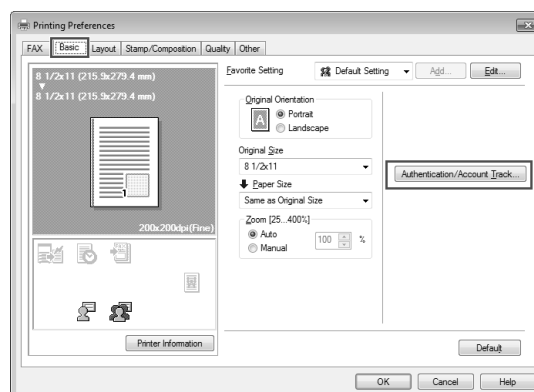 Printing Preferences
FAX Basic Layout Stamp/Composition Quality Other
8 1/2x11 (215.9x279.4 mm)
8 1/2x11 (215.9x279.4 mm)
1
200x200dpi(Fine)
Printer Information
Favorite Setting Default Setting Add... Edit...
Original Orientation
A Portrait
Landscape
Original Size
8 1/2x11
Paper Size
Same as Original Size
Zoom [25...400%]
Auto
Manual
100 %
Authentication/Account Track...
Default
OK Cancel Help